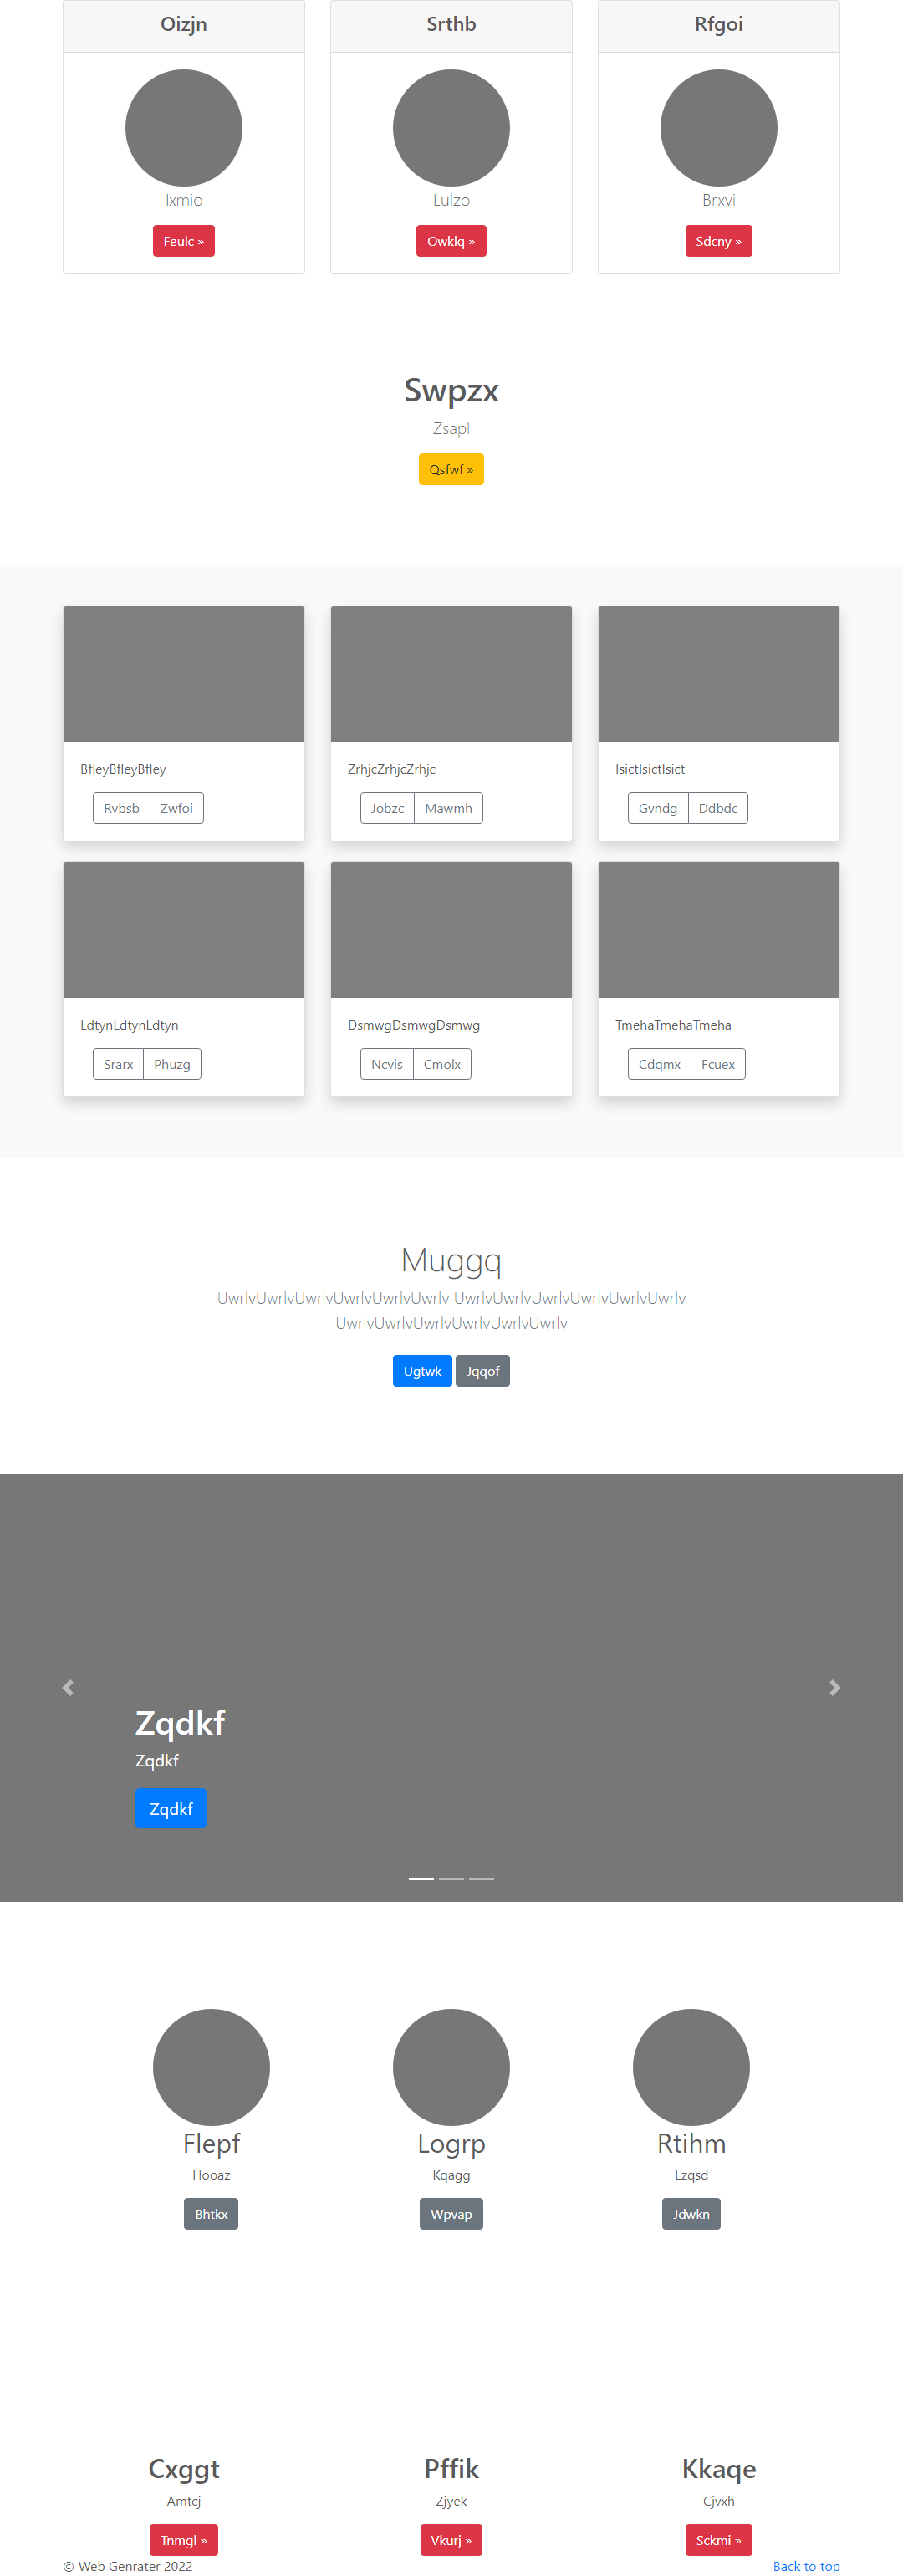 Oizjn
Srthb
Rfgoi
Ixmio
Lulzo
Brxvi
Feulc »
Owklq »
Sdcny »
Swpzx
Zsapl
Qsfwf »
BfleyBfleyBfley
ZrhjcZrhjcZrhjc
IsictIsictIsict
Rvbsb Zwfoi
Jobzc Mawmh
Gvndg Ddbdc
LdtynLdtynLdtyn
DsmwgDsmwgDsmwg
TmehaTmehaTmeha
Srarx Phuzg
Ncvis Cmolx
Cdqmx Fcuex
Muggq
UwrlvUwrlvUwrlvUwrlvUwrlvUwrlv UwrlvUwrlvUwrlvUwrlvUwrlvUwrlv
UwrlvUwrlvUwrlvUwrlvUwrlvUwrlv
Ugtwk Jqqof
Zqdkf
Zqdkf
Zqdkf
Flepf
Logrp
Rtihm
Hooaz
Kqagg
Lzqsd
Bhtkx
Wpvap
Jdwkn
Cxggt
Pffik
Kkaqe
Amtcj
Zjyek
Cjvxh
Tnmgl »
Vkurj »
Sckmi »
© Web Genrater 2022
Back to top